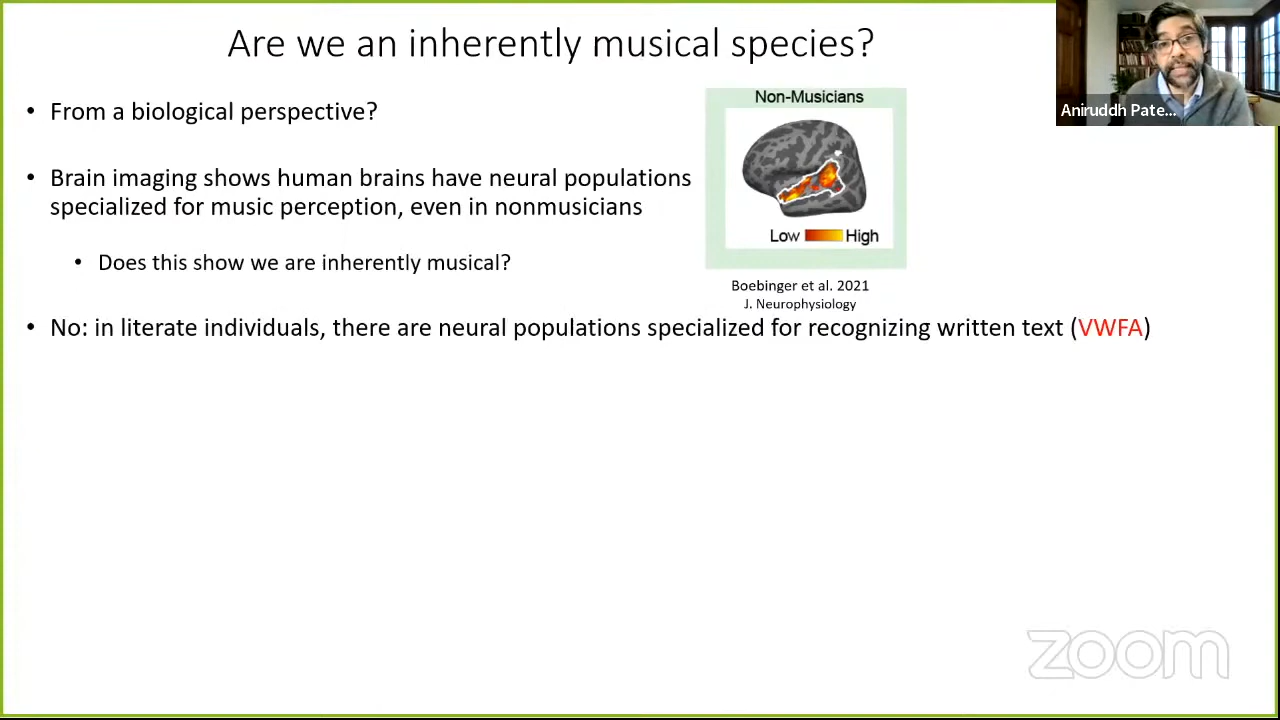 Are we an inherently musical species?
Aniruddh Pate...
• From a biological perspective?
• Brain imaging shows human brains have neural populations
specialized for music perception, even in nonmusicians
• Does this show we are inherently musical?
Non-Musicians
Low High
Boebinger et al. 2021
J. Neurophysiology
• No: in literate individuals, there are neural populations specialized for recognizing written text (VWFA)
zoom